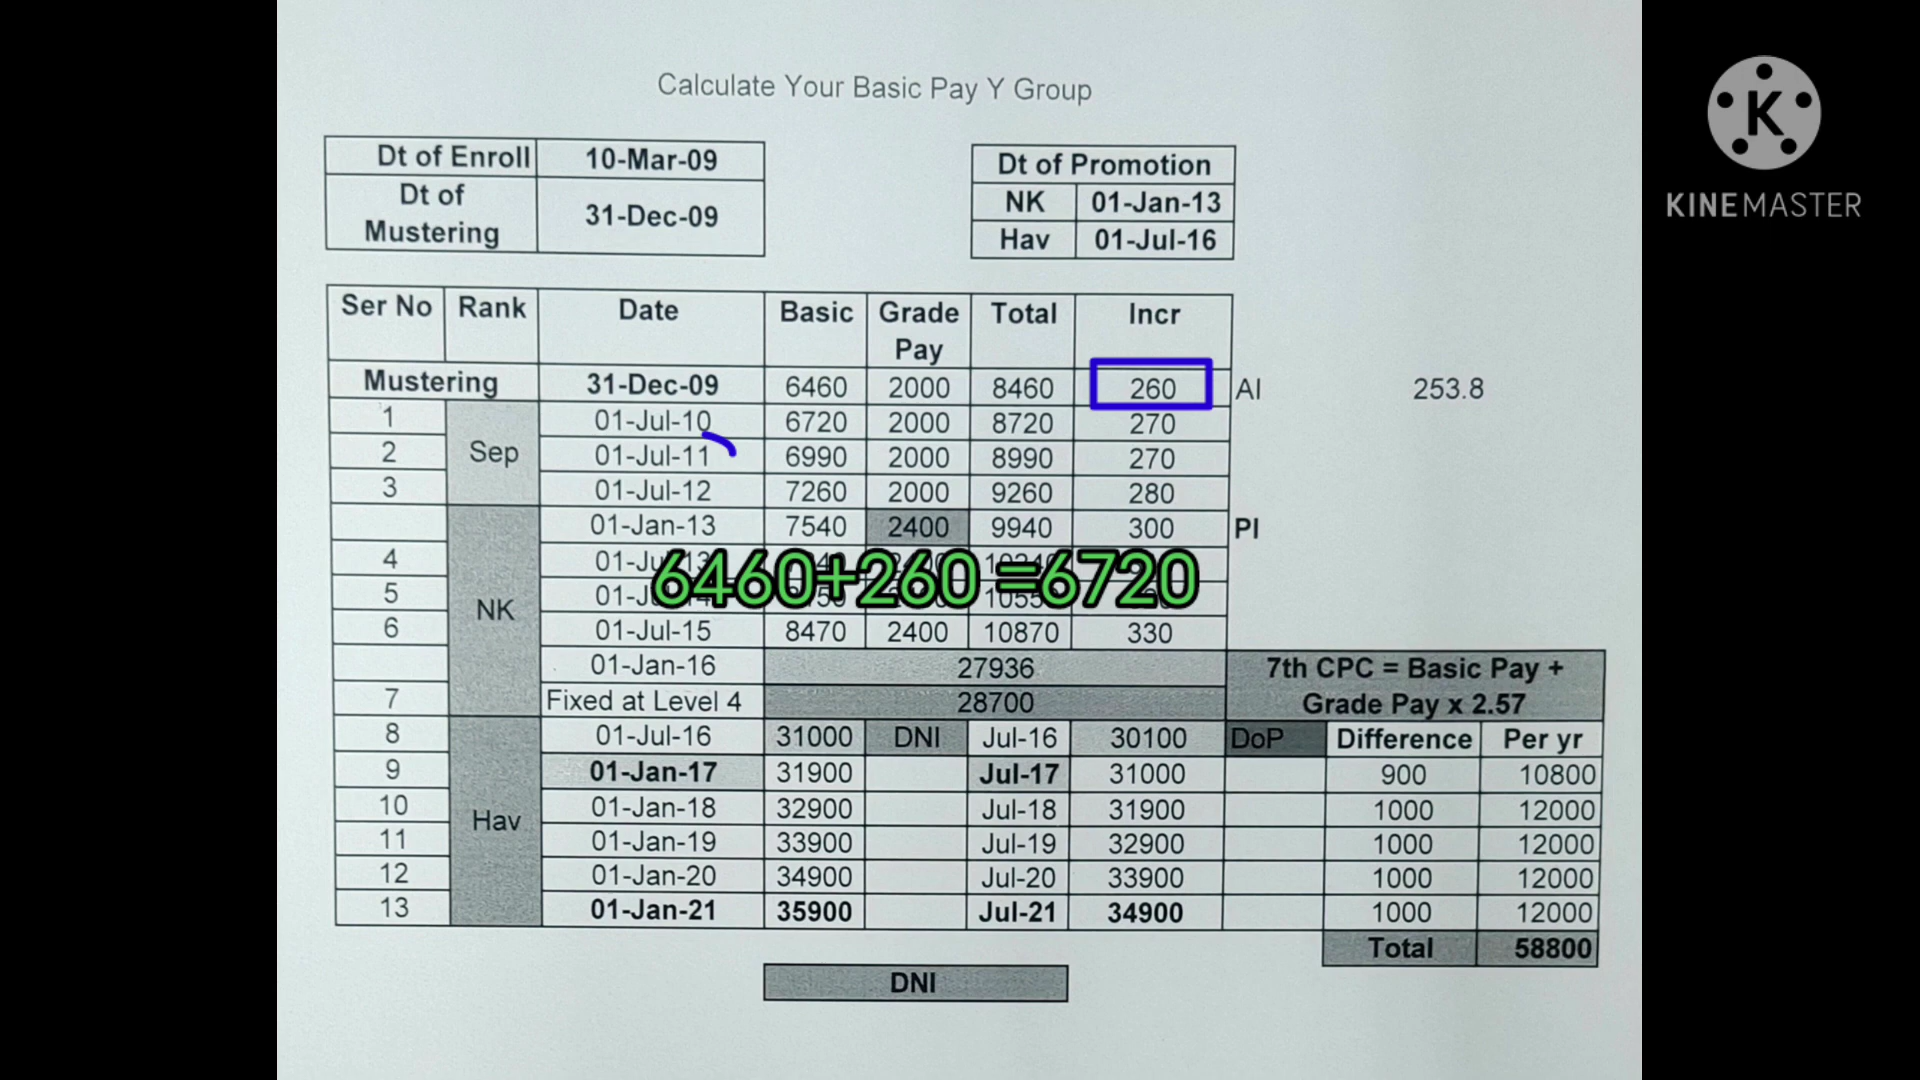 Calculate Your Basic Pay Y Group
K
KINEMASTER
Dt of Enroll 10-Mar-09
Dt of Mustering 31-Dec-09
Dt of Promotion
NK 01-Jan-13
Hav 01-Jul-16
Ser No Rank Date Basic Grade Pay Total Incr
Mustering 31-Dec-09 6460 2000 8460 260 AI 253.8
1 Sep 01-Jul-10 6720 2000 8720 270
2 01-Jul-11 6990 2000 8990 270
3 01-Jul-12 7260 2000 9260 280
NK 01-Jan-13 7540 2400 9940 300 PI
4
6460+260 =6720
5
6 01-Jul-15 8470 2400 10870 330
01-Jan-16 27936 7th CPC = Basic Pay +
7 Fixed at Level 4 28700 Grade Pay x 2.57
8 Hav 01-Jul-16 31000 DNI Jul-16 30100 DoP Difference Per yr
9 01-Jan-17 31900 Jul-17 31000 900 10800
10 01-Jan-18 32900 Jul-18 31900 1000 12000
11 01-Jan-19 33900 Jul-19 32900 1000 12000
12 01-Jan-20 34900 Jul-20 33900 1000 12000
13 01-Jan-21 35900 Jul-21 34900 1000 12000
Total 58800
DNI